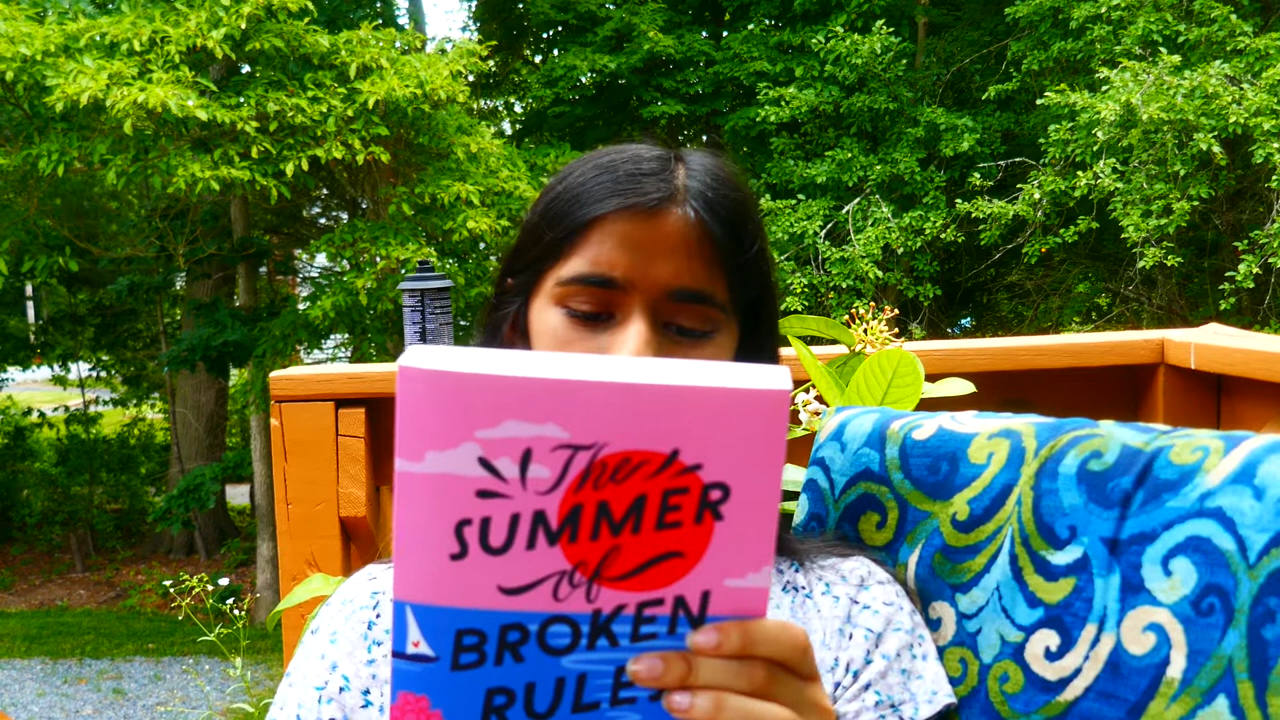 The
SUMMER
of
BROKEN
RULES